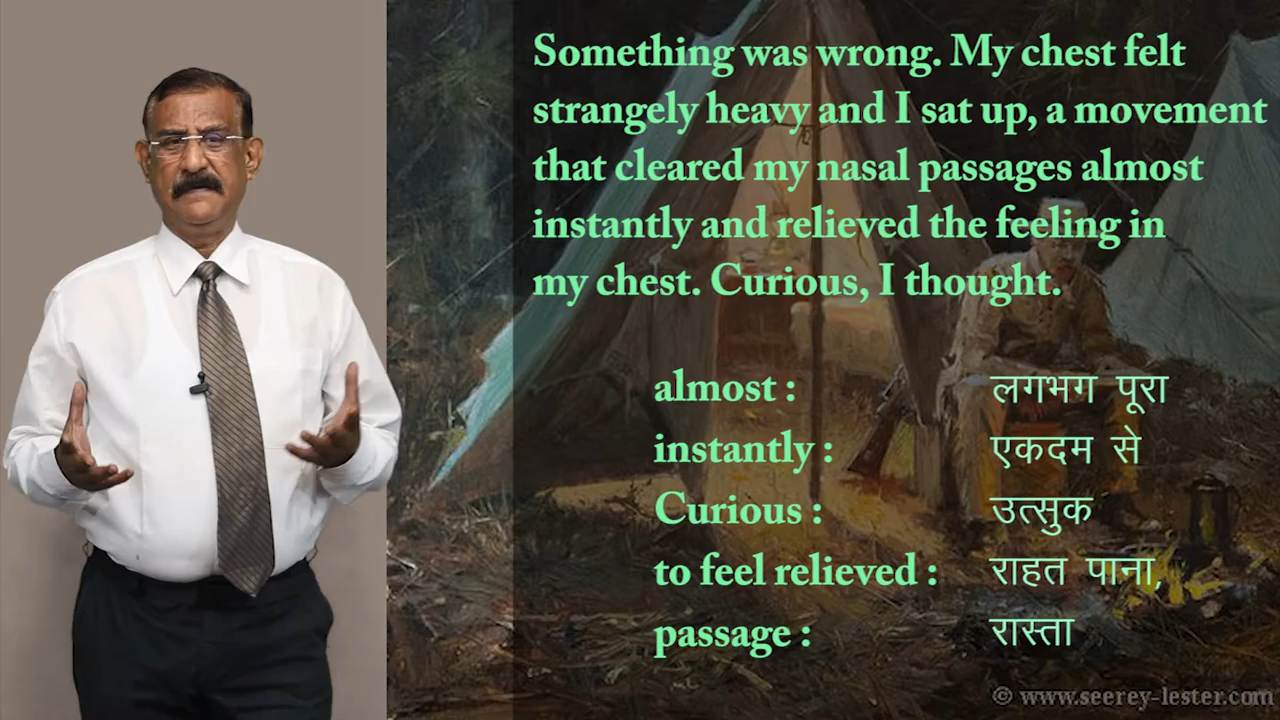 Something was wrong. My chest felt
strangely heavy and I sat up, a movement
that cleared my nasal passages almost
instantly and relieved the feeling in
my chest. Curious, I thought.
almost : लगभग पूरा
instantly : एकदम से
Curious : उत्सुक
to feel relieved : राहत पाना,
passage : रास्ता
© www.seerey-lester.com